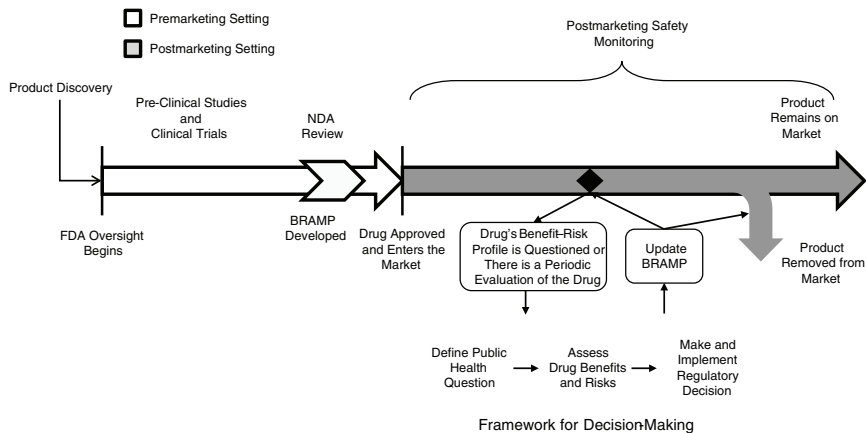 Premarketing Setting
Postmarketing Setting
Postmarketing Safety
Monitoring
Product Discovery
Pre-Clinical Studies
and
Clinical Trials
NDA
Review
Product
Remains on
Market
FDA Oversight
Begins
BRAMP
Developed
Drug Approved
and Enters the
Market
Drug's Benefit–Risk
Profile is Questioned or
There is a Periodic
Evaluation of the Drug
Update
BRAMP
Product
Removed from
Market
Define Public
Health
Question
Assess
Drug Benefits
and Risks
Make and
Implement
Regulatory
Decision
Framework for Decision-Making